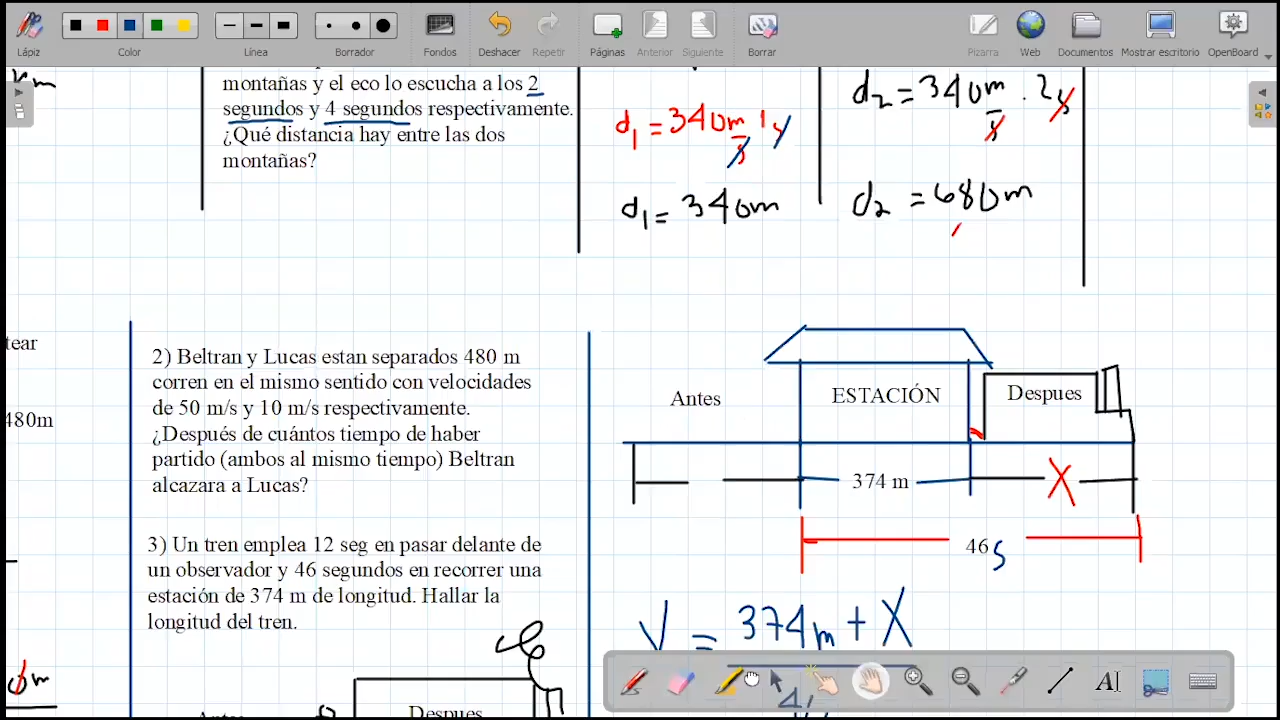 Lápiz
Color
Línea
Borrador
Fondos
Deshacer
Repetir
Páginas
Anterior
Siguiente
Borrar
Pizarra
Web
Documentos
Mostrar escritorio
OpenBoard
montañas y el eco lo escucha a los 2
segundos y 4 segundos respectivamente.
¿Qué distancia hay entre las dos
montañas?
d₁ = 340 m/s 1 s
d₁ = 340m
d₂ = 340 m/s . 2s
d₂ = 680m
tear
480m
0m
2) Beltran y Lucas estan separados 480 m
corren en el mismo sentido con velocidades
de 50 m/s y 10 m/s respectivamente.
¿Después de cuántos tiempo de haber
partido (ambos al mismo tiempo) Beltran
alcazara a Lucas?
3) Un tren emplea 12 seg en pasar delante de
un observador y 46 segundos en recorrer una
estación de 374 m de longitud. Hallar la
longitud del tren.
Antes
Despues
Antes
ESTACIÓN
Despues
374 m
X
46 s
V = 374m + X